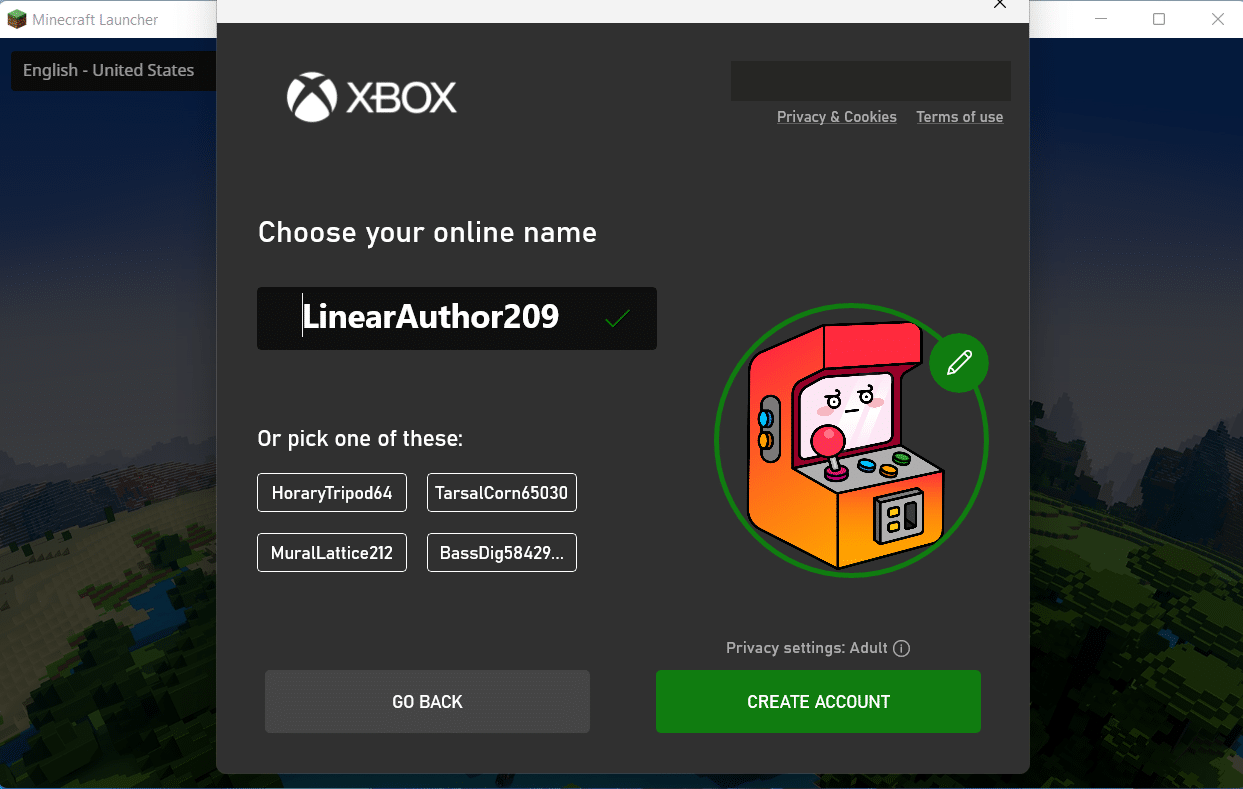 Minecraft Launcher
English - United States
XBOX
Privacy & Cookies Terms of use
Choose your online name
LinearAuthor209
Or pick one of these:
HoraryTripod64 TarsalCorn65030
MuralLattice212 BassDig58429...
Privacy settings: Adult
GO BACK CREATE ACCOUNT